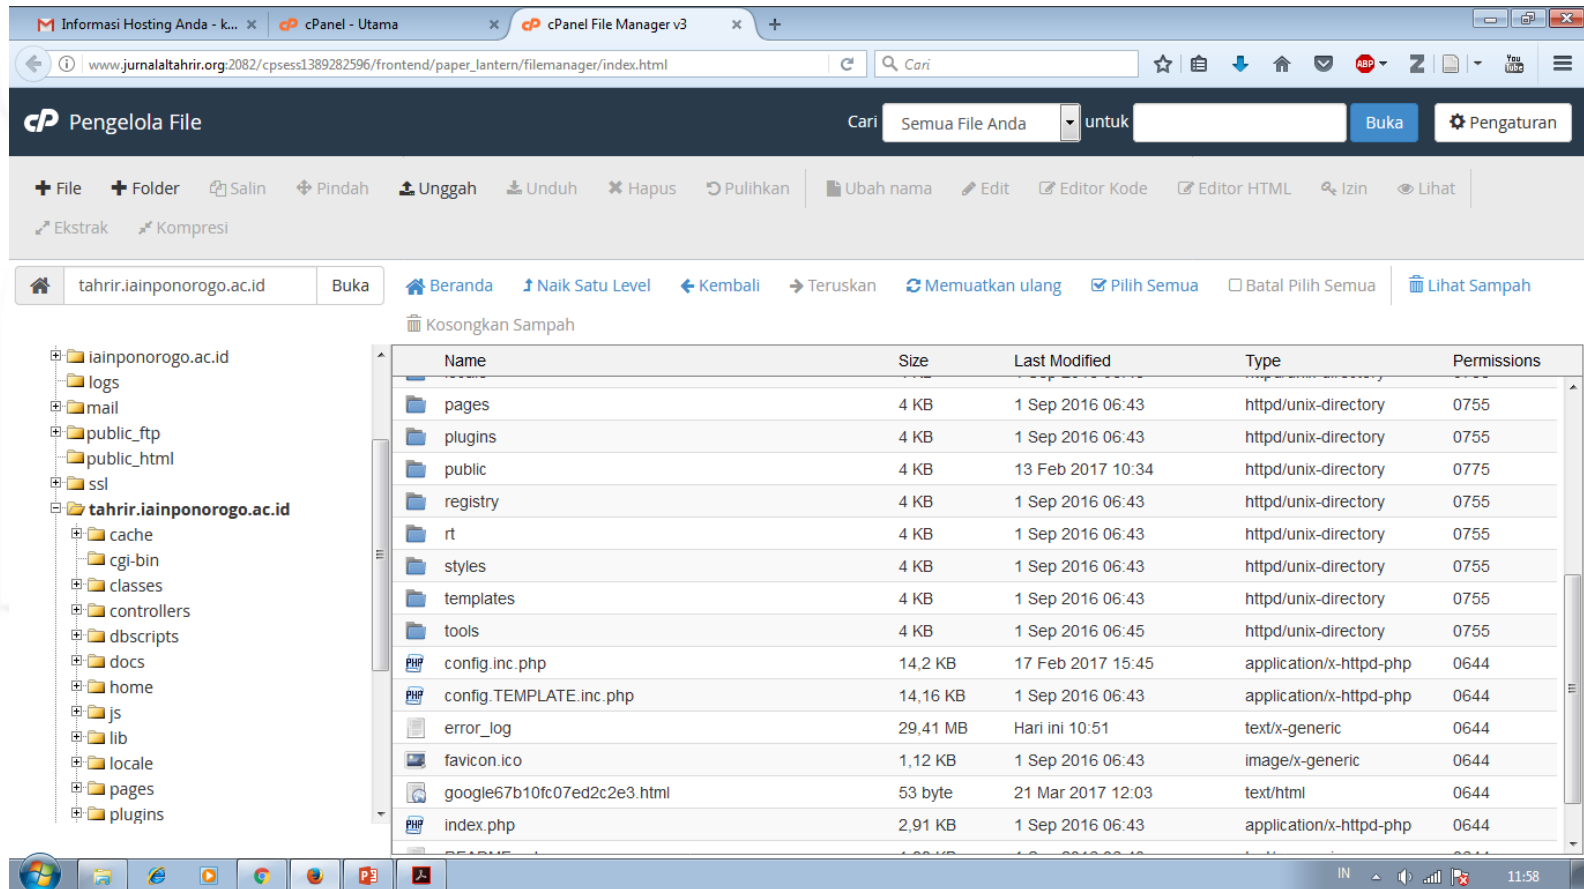 Informasi Hosting Anda - k... cPanel - Utama cPanel File Manager v3
www.jurnalaltahrir.org:2082/cpsess1389282596/frontend/paper_lantern/filemanager/index.html Cari ABP Z You Tube
cP Pengelola File Cari Semua File Anda untuk Buka Pengaturan
File Folder Salin Pindah Unggah Unduh Hapus Pulihkan Ubah nama Edit Editor Kode Editor HTML Izin Lihat
Ekstrak Kompresi
tahrir.iainponorogo.ac.id Buka Beranda Naik Satu Level Kembali Teruskan Memuatkan ulang Pilih Semua Batal Pilih Semua Lihat Sampah
Kosongkan Sampah
iainponorogo.ac.id
logs
mail
public_ftp
public_html
ssl
tahrir.iainponorogo.ac.id
cache
cgi-bin
classes
controllers
dbscripts
docs
home
js
lib
locale
pages
plugins
Name Size Last Modified Type Permissions
pages 4 KB 1 Sep 2016 06:43 httpd/unix-directory 0755
plugins 4 KB 1 Sep 2016 06:43 httpd/unix-directory 0755
public 4 KB 13 Feb 2017 10:34 httpd/unix-directory 0775
registry 4 KB 1 Sep 2016 06:43 httpd/unix-directory 0755
rt 4 KB 1 Sep 2016 06:43 httpd/unix-directory 0755
styles 4 KB 1 Sep 2016 06:43 httpd/unix-directory 0755
templates 4 KB 1 Sep 2016 06:43 httpd/unix-directory 0755
tools 4 KB 1 Sep 2016 06:45 httpd/unix-directory 0755
PHP config.inc.php 14,2 KB 17 Feb 2017 15:45 application/x-httpd-php 0644
PHP config.TEMPLATE.inc.php 14,16 KB 1 Sep 2016 06:43 application/x-httpd-php 0644
error_log 29,41 MB Hari ini 10:51 text/x-generic 0644
favicon.ico 1,12 KB 1 Sep 2016 06:43 image/x-generic 0644
google67b10fc07ed2c2e3.html 53 byte 21 Mar 2017 12:03 text/html 0644
PHP index.php 2,91 KB 1 Sep 2016 06:43 application/x-httpd-php 0644
IN 11:58